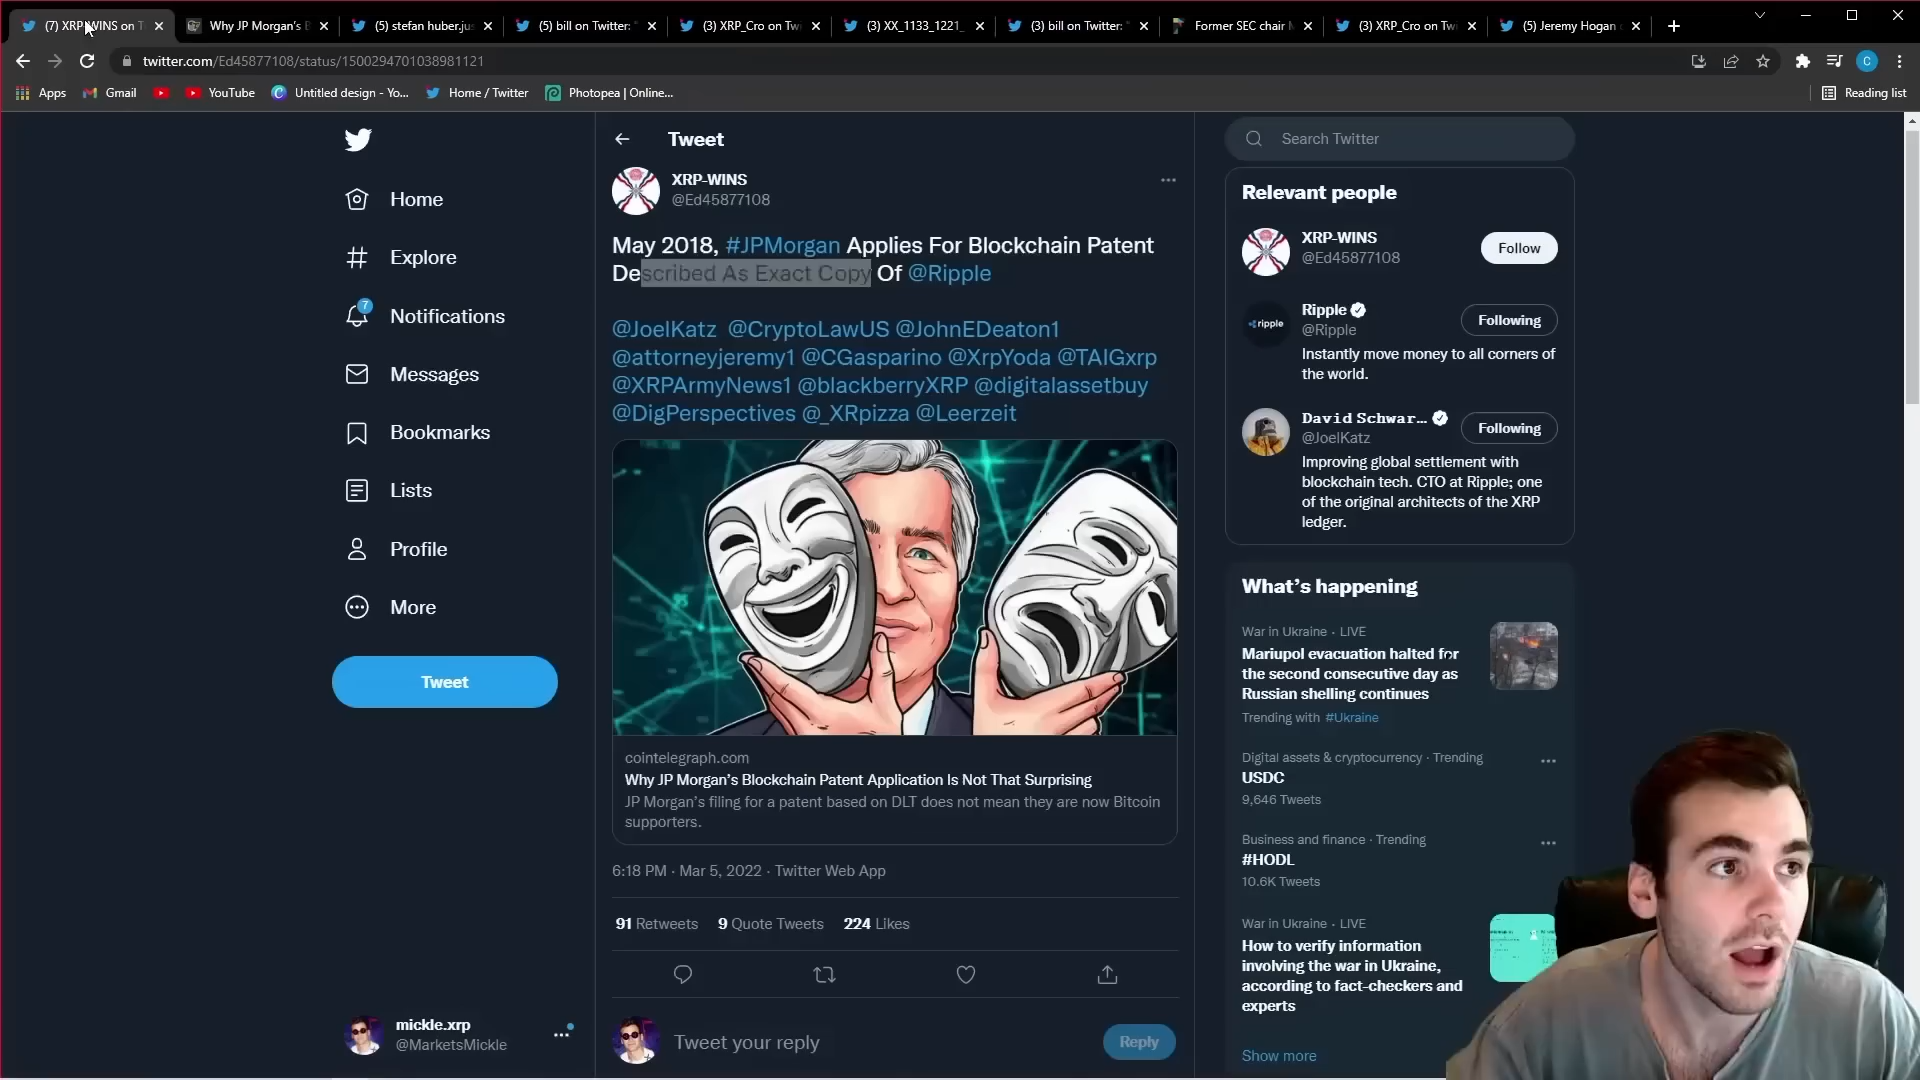 (7) XRP-WINS on T
Why JP Morgan's B
(5) stefan huber.jus
(5) bill on Twitter: "
(3) XRP_Cro on Twi
(3) XX_1133_1221_
(3) bill on Twitter: "
Former SEC chair M
(3) XRP_Cro on Twi
(5) Jeremy Hogan o
twitter.com/Ed45877108/status/1500294701038981121
C
Apps
Gmail
YouTube
Untitled design - Yo...
Home / Twitter
Photopea | Online...
Reading list
Home
Explore
7
Notifications
Messages
Bookmarks
Lists
Profile
More
Tweet
mickle.xrp
@MarketsMickle
Tweet
XRP-WINS
@Ed45877108
May 2018, #JPMorgan Applies For Blockchain Patent
Described As Exact Copy Of @Ripple
@JoelKatz @CryptoLawUS @JohnEDeaton1
@attorneyjeremy1 @CGasparino @XrpYoda @TAIGxrp
@XRPArmyNews1 @blackberryXRP @digitalassetbuy
@DigPerspectives @_XRpizza @Leerzeit
cointelegraph.com
Why JP Morgan's Blockchain Patent Application Is Not That Surprising
JP Morgan's filing for a patent based on DLT does not mean they are now Bitcoin
supporters.
6:18 PM · Mar 5, 2022 · Twitter Web App
91 Retweets 9 Quote Tweets 224 Likes
Tweet your reply
Reply
Search Twitter
Relevant people
XRP-WINS
@Ed45877108
Follow
ripple
Ripple
@Ripple
Following
Instantly move money to all corners of
the world.
David Schwar...
@JoelKatz
Following
Improving global settlement with
blockchain tech. CTO at Ripple; one
of the original architects of the XRP
ledger.
What's happening
War in Ukraine · LIVE
Mariupol evacuation halted for
the second consecutive day as
Russian shelling continues
Trending with #Ukraine
Digital assets & cryptocurrency · Trending
USDC
9,646 Tweets
Business and finance · Trending
#HODL
10.6K Tweets
War in Ukraine · LIVE
How to verify information
involving the war in Ukraine,
according to fact-checkers and
experts
Show more